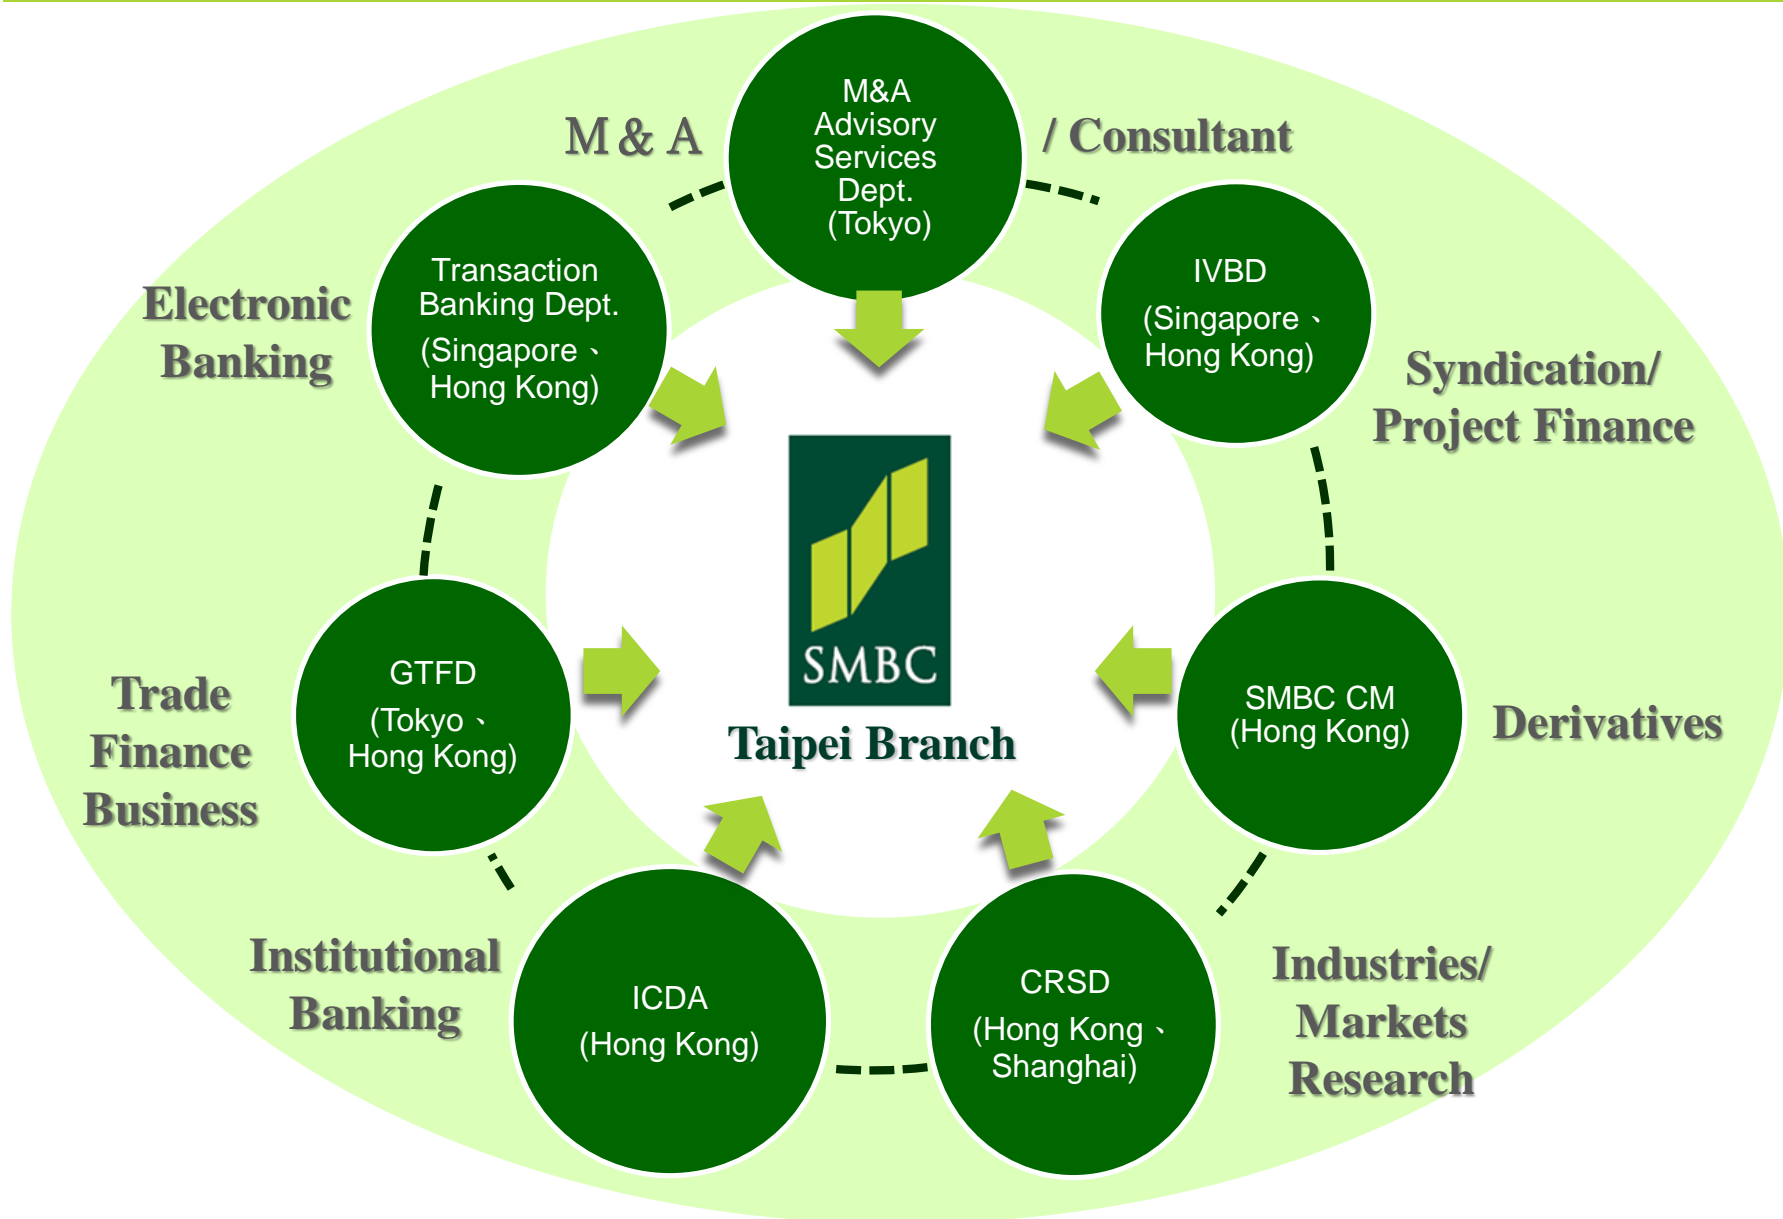 M & A
M&A
Advisory
Services
Dept.
(Tokyo)
/ Consultant
Transaction
Banking Dept.
(Singapore、
Hong Kong)
Electronic
Banking
IVBD
(Singapore、
Hong Kong)
Syndication/
Project Finance
SMBC
Taipei Branch
GTFD
(Tokyo、
Hong Kong)
Trade
Finance
Business
SMBC CM
(Hong Kong)
Derivatives
Institutional
Banking
ICDA
(Hong Kong)
CRSD
(Hong Kong、
Shanghai)
Industries/
Markets
Research